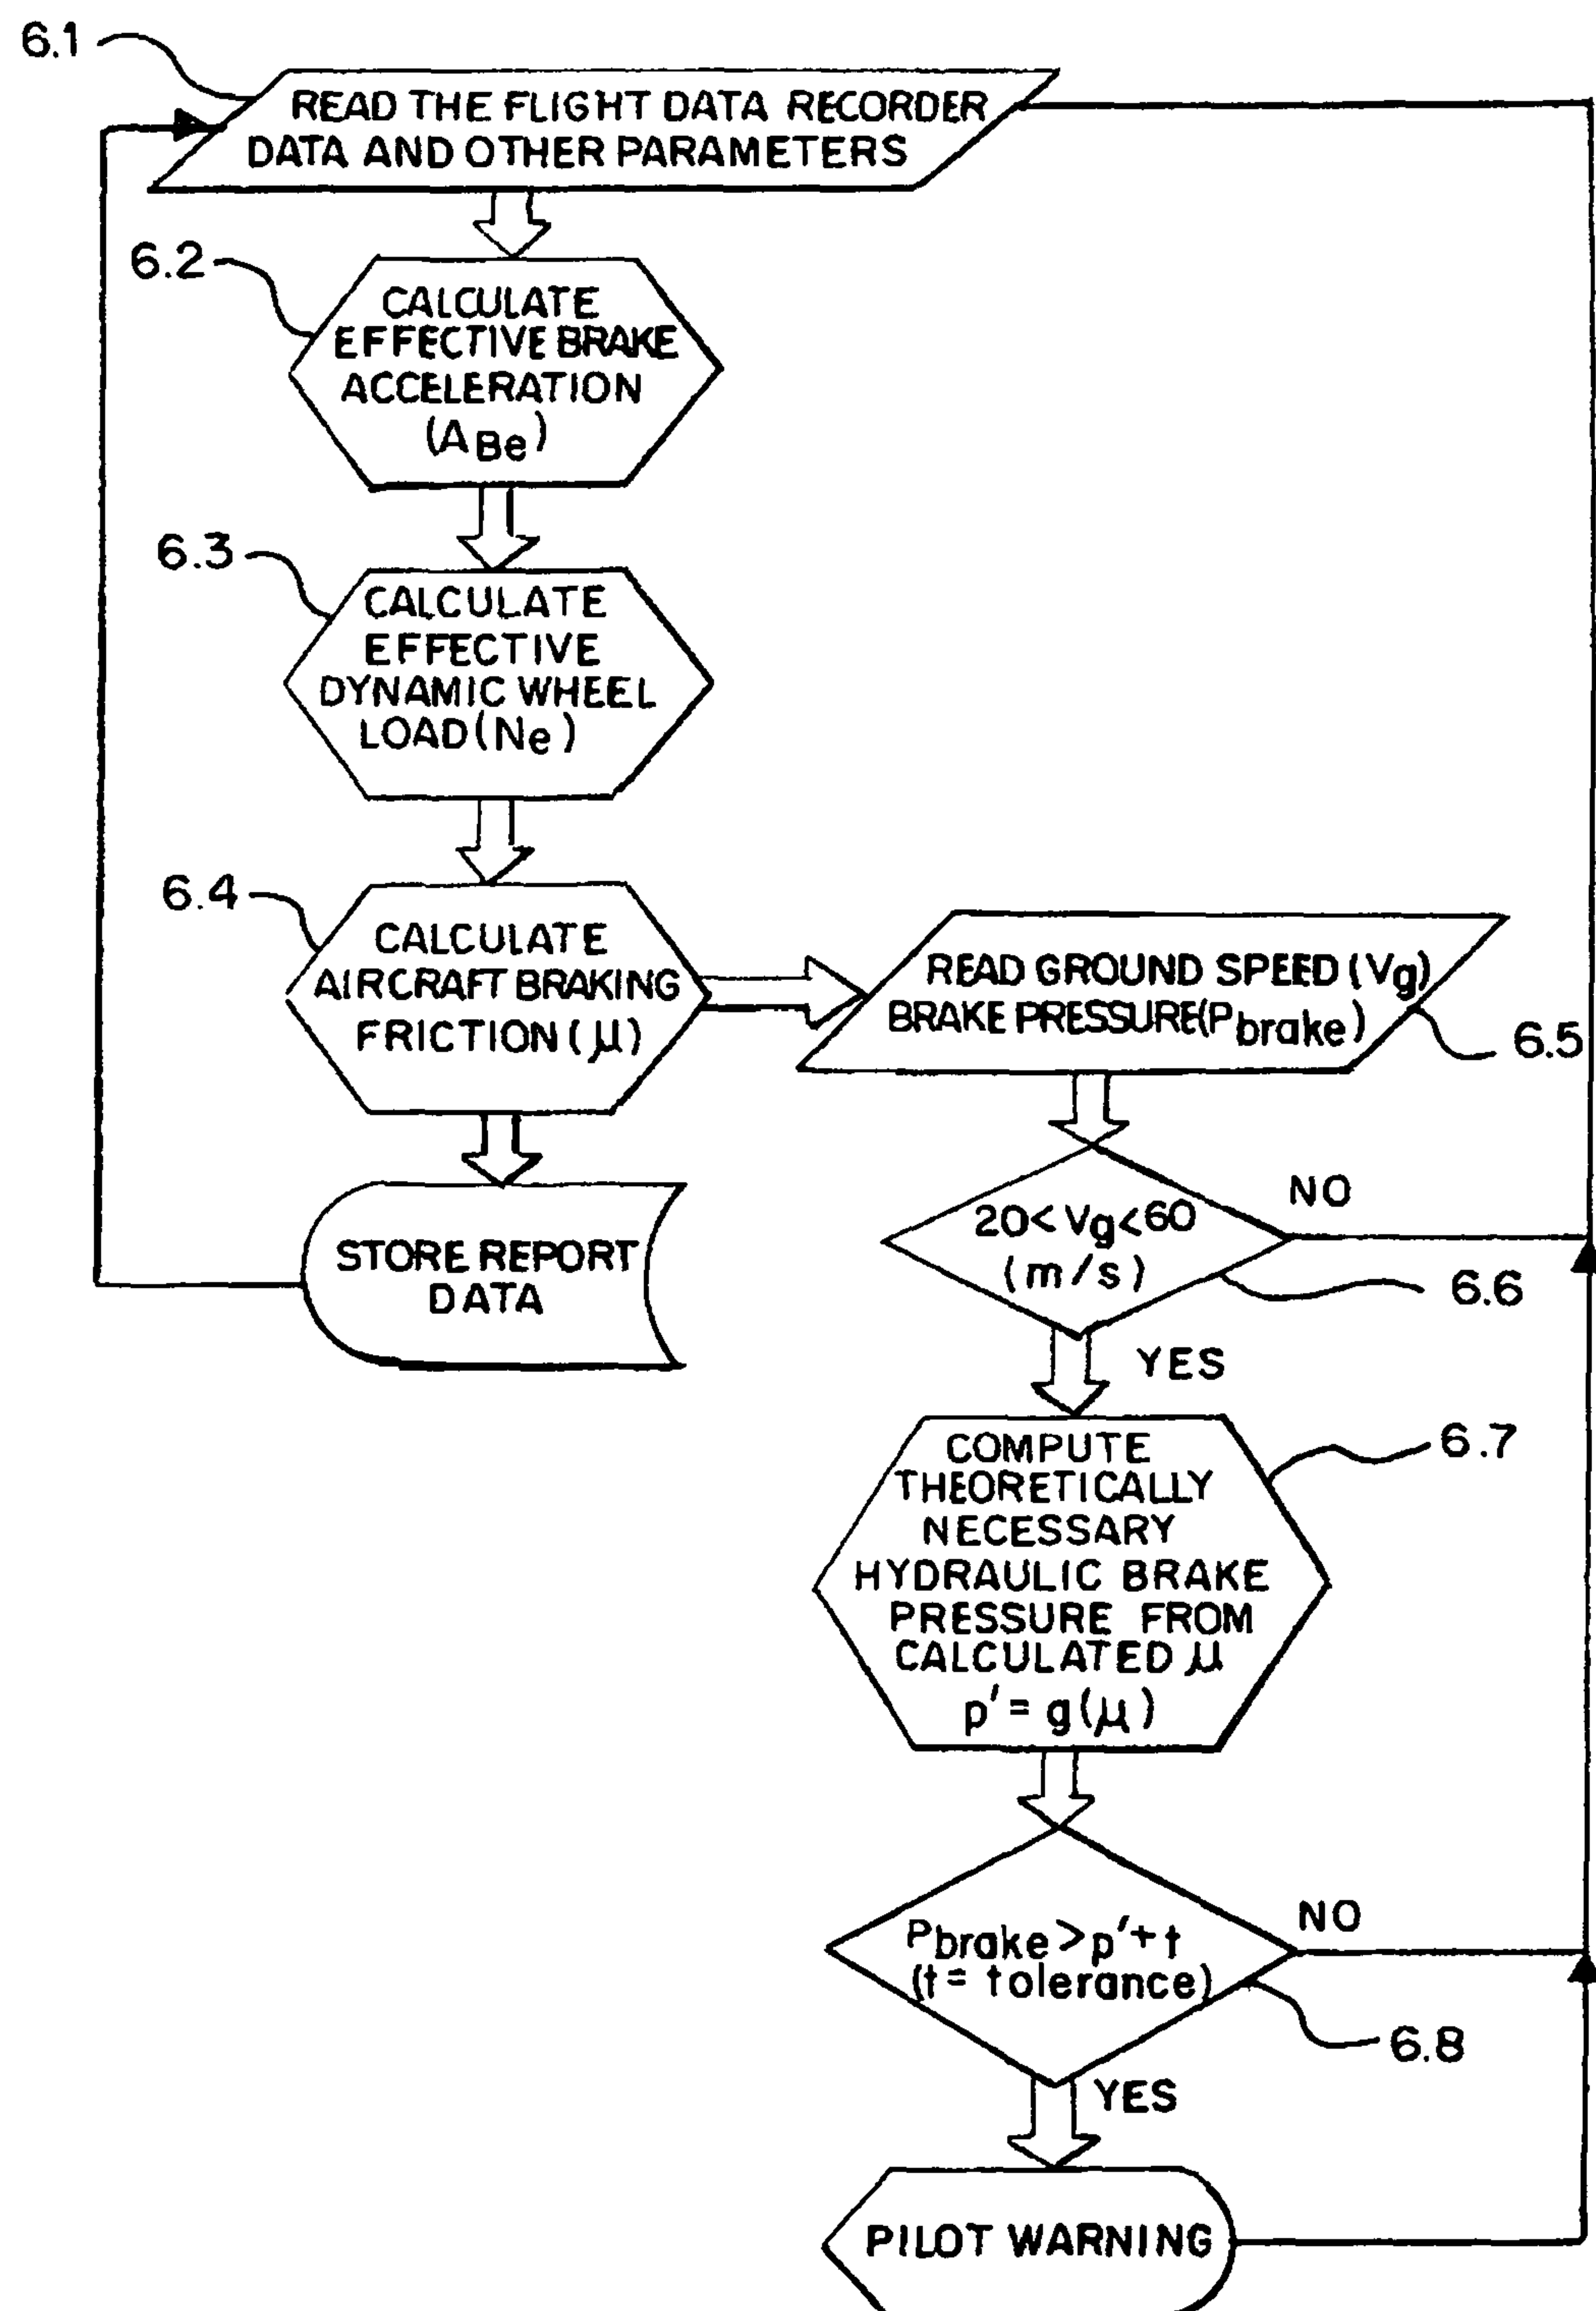 6.1
READ THE FLIGHT DATA RECORDER
DATA AND OTHER PARAMETERS
6.2
CALCULATE
EFFECTIVE BRAKE
ACCELERATION
(ABe)
6.3
CALCULATE
EFFECTIVE
DYNAMIC WHEEL
LOAD(Ne)
6.4
CALCULATE
AIRCRAFT BRAKING
FRICTION(μ)
STORE REPORT
DATA
READ GROUND SPEED(Vg)
BRAKE PRESSURE(Pbrake)
6.5
20<Vg<60
(m/s)
NO
6.6
YES
COMPUTE
THEORETICALLY
NECESSARY
HYDRAULIC BRAKE
PRESSURE FROM
CALCULATED μ
p' = g(μ)
6.7
Pbrake>p'+t
(t= tolerance)
NO
6.8
YES
PILOT WARNING